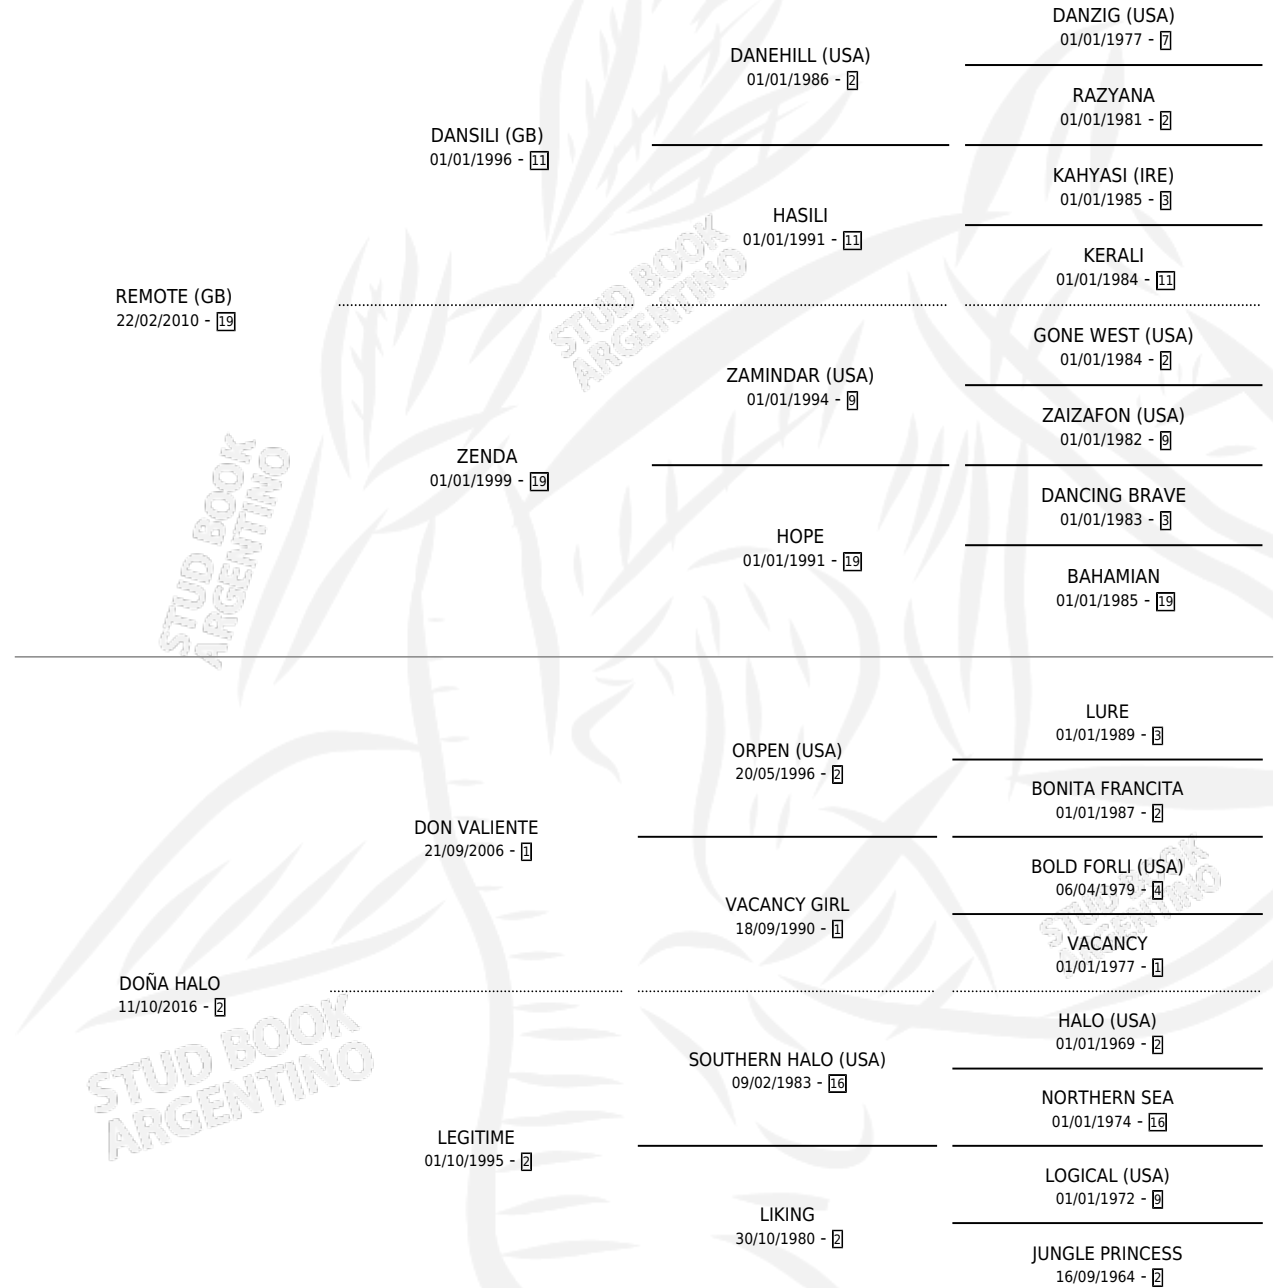 DANZIG (USA)
01/01/1977 - 7
DANEHILL (USA)
01/01/1986 - 2
RAZYANA
01/01/1981 - 2
DANSILI (GB)
01/01/1996 - 11
KAHYASI (IRE)
01/01/1985 - 3
HASILI
01/01/1991 - 11
KERALI
01/01/1984 - 11
REMOTE (GB)
22/02/2010 - 19
STUD BOOK
ARGENTINO
GONE WEST (USA)
01/01/1984 - 2
ZAMINDAR (USA)
01/01/1994 - 9
ZAIZAFON (USA)
01/01/1982 - 9
ZENDA
01/01/1999 - 19
DANCING BRAVE
01/01/1983 - 3
HOPE
01/01/1991 - 19
BAHAMIAN
01/01/1985 - 19
STUD BOOK
ARGENTINO
LURE
01/01/1989 - 3
ORPEN (USA)
20/05/1996 - 2
BONITA FRANCITA
01/01/1987 - 2
DON VALIENTE
21/09/2006 - 1
BOLD FORLI (USA)
06/04/1979 - 4
VACANCY GIRL
18/09/1990 - 1
STUD BOOK
ARGENTINO
VACANCY
01/01/1977 - 1
DOÑA HALO
11/10/2016 - 2
STUD BOOK
ARGENTINO
HALO (USA)
01/01/1969 - 2
SOUTHERN HALO (USA)
09/02/1983 - 16
NORTHERN SEA
01/01/1974 - 16
LEGITIME
01/10/1995 - 2
LOGICAL (USA)
01/01/1972 - 9
LIKING
30/10/1980 - 2
JUNGLE PRINCESS
16/09/1964 - 2